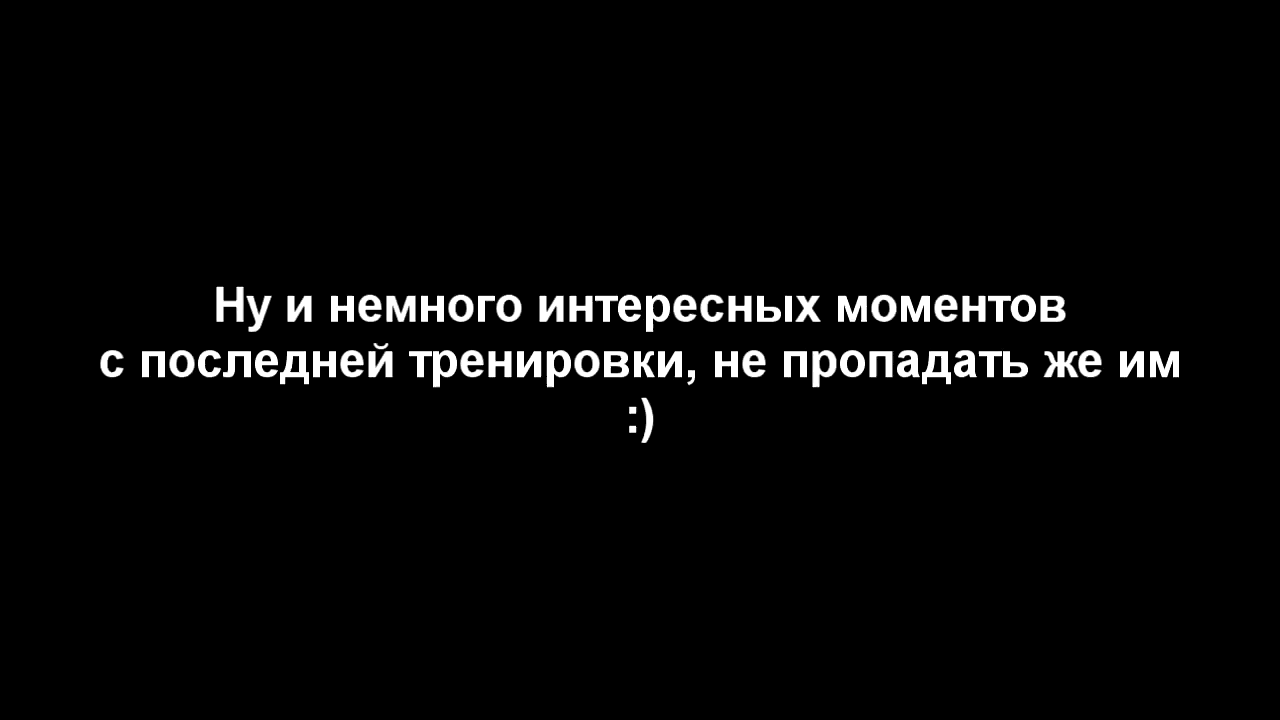 Ну и немного интересных моментов
с последней тренировки, не пропадать же им
:)